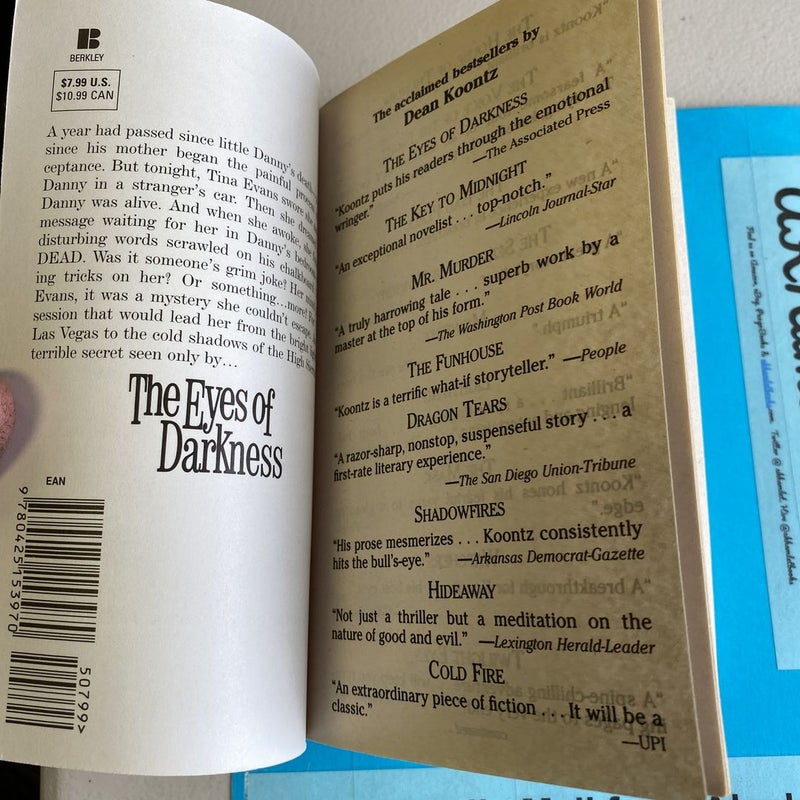 BERKLEY
$7.99 U.S.
$10.99 CAN
A year had passed since little Danny's death
since his mother began the painful process
ceptance. But tonight, Tina Evans swore she
Danny in a stranger's car. Then she dreamed
Danny was alive. And when she awoke, she
message waiting for her in Danny's bedroom
disturbing words scrawled on his chalkboard
DEAD. Was it someone's grim joke? Her mind
ing tricks on her? Or something...more? For
Evans, it was a mystery she couldn't escape
session that would lead her from the bright
Las Vegas to the cold shadows of the High
terrible secret seen only by...
The Eyes of
Darkness
EAN
9780425153970
50799>
The acclaimed bestsellers by
Dean Koontz
THE EYES OF DARKNESS
"Koontz puts his readers through the emotional
wringer." —The Associated Press
THE KEY TO MIDNIGHT
"An exceptional novelist . . . top-notch."
—Lincoln Journal-Star
MR. MURDER
"A truly harrowing tale . . . superb work by a
master at the top of his form."
—The Washington Post Book World
THE FUNHOUSE
"Koontz is a terrific what-if storyteller." —People
DRAGON TEARS
"A razor-sharp, nonstop, suspenseful story . . . a
first-rate literary experience."
—The San Diego Union-Tribune
SHADOWFIRES
"His prose mesmerizes . . . Koontz consistently
hits the bull's-eye." —Arkansas Democrat-Gazette
HIDEAWAY
"Not just a thriller but a meditation on the
nature of good and evil." —Lexington Herald-Leader
COLD FIRE
"An extraordinary piece of fiction . . . It will be a
classic." —UPI